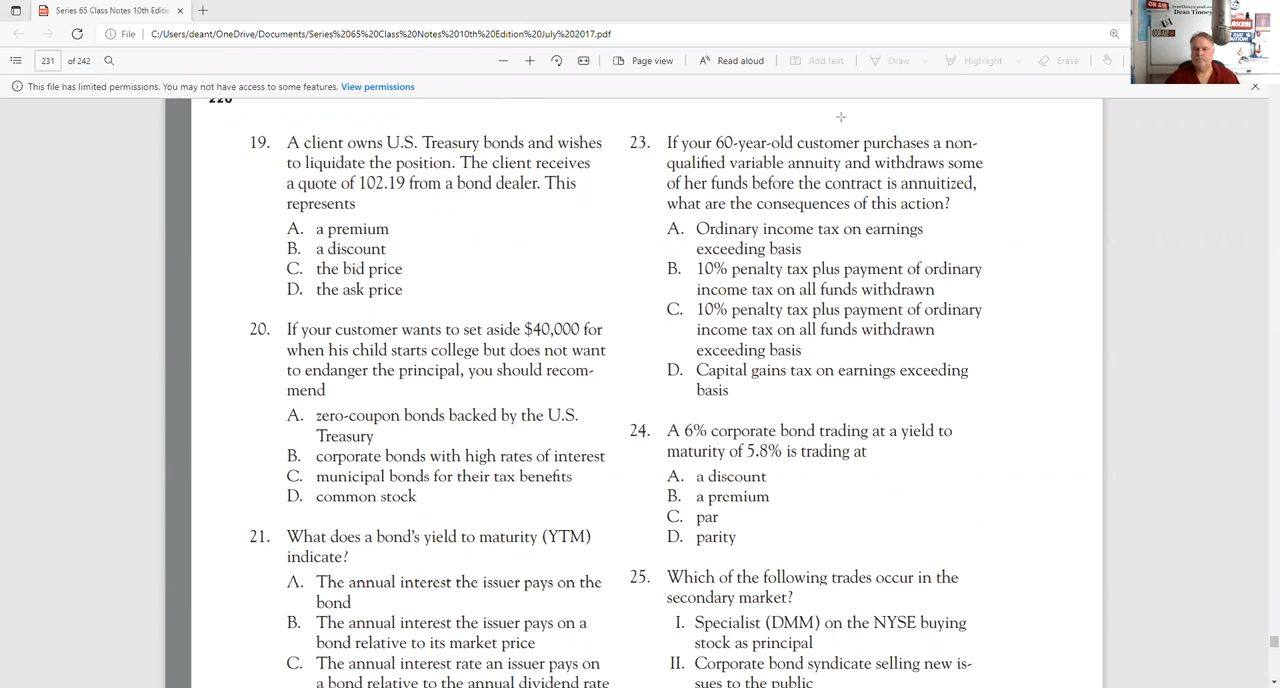 Series 65 Class Notes 10th Editic
File
C:/Users/deant/OneDrive/Documents/Series%2065%20Class%20Notes%2010th%20Edition%20July%202017.pdf
231 of 242
Page view
Read aloud
Add text
Draw
Highlight
Erase
This file has limited permissions. You may not have access to some features. View permissions
ON AIR
Dean Tinney
220
19. A client owns U.S. Treasury bonds and wishes
to liquidate the position. The client receives
a quote of 102.19 from a bond dealer. This
represents
A. a premium
B. a discount
C. the bid price
D. the ask price
20. If your customer wants to set aside $40,000 for
when his child starts college but does not want
to endanger the principal, you should recom-
mend
A. zero-coupon bonds backed by the U.S.
Treasury
B. corporate bonds with high rates of interest
C. municipal bonds for their tax benefits
D. common stock
21. What does a bond's yield to maturity (YTM)
indicate?
A. The annual interest the issuer pays on the
bond
B. The annual interest the issuer pays on a
bond relative to its market price
C. The annual interest rate an issuer pays on
a bond relative to the annual dividend rate
23. If your 60-year-old customer purchases a non-
qualified variable annuity and withdraws some
of her funds before the contract is annuitized,
what are the consequences of this action?
A. Ordinary income tax on earnings
exceeding basis
B. 10% penalty tax plus payment of ordinary
income tax on all funds withdrawn
C. 10% penalty tax plus payment of ordinary
income tax on all funds withdrawn
exceeding basis
D. Capital gains tax on earnings exceeding
basis
24. A 6% corporate bond trading at a yield to
maturity of 5.8% is trading at
A. a discount
B. a premium
C. par
D. parity
25. Which of the following trades occur in the
secondary market?
I. Specialist (DMM) on the NYSE buying
stock as principal
II. Corporate bond syndicate selling new is-
sues to the public